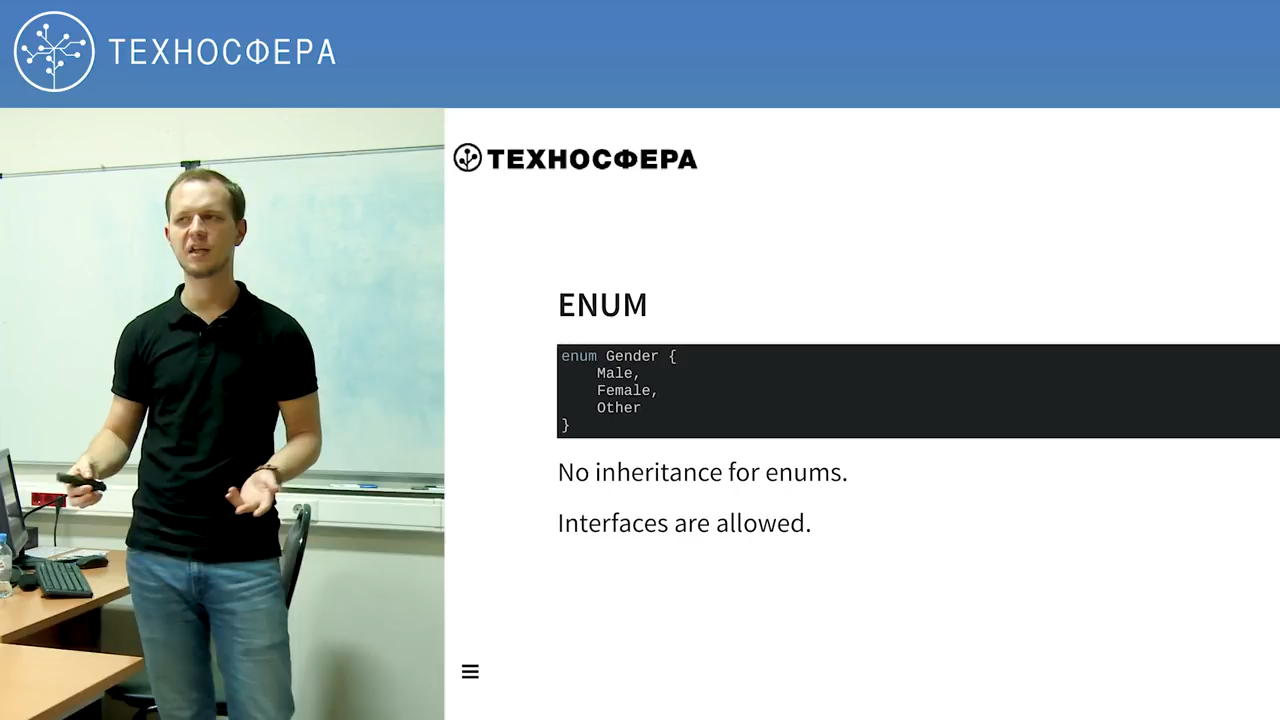 ТЕХНОСФЕРА
ТЕХНОСФЕРА
ENUM
enum Gender {
    Male,
    Female,
    Other
}
No inheritance for enums.
Interfaces are allowed.